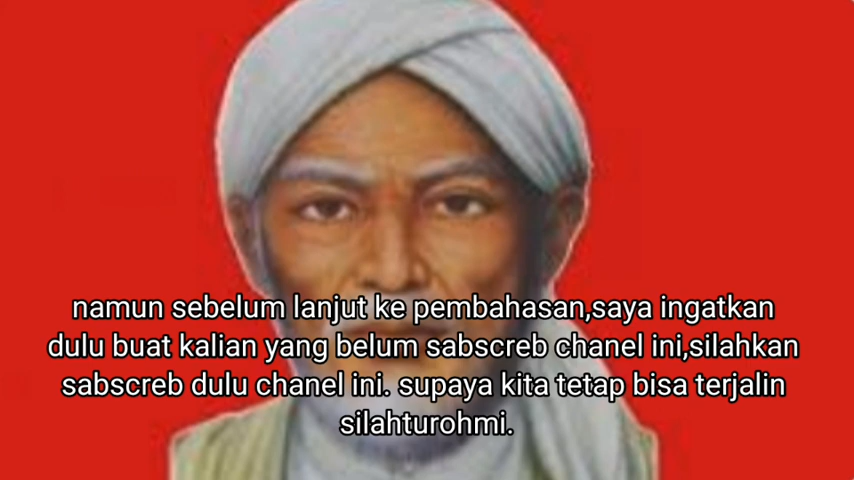 namun sebelum lanjut ke pembahasan,saya ingatkan
dulu buat kalian yang belum sabscreb chanel ini,silahkan
sabscreb dulu chanel ini. supaya kita tetap bisa terjalin
silahturohmi.